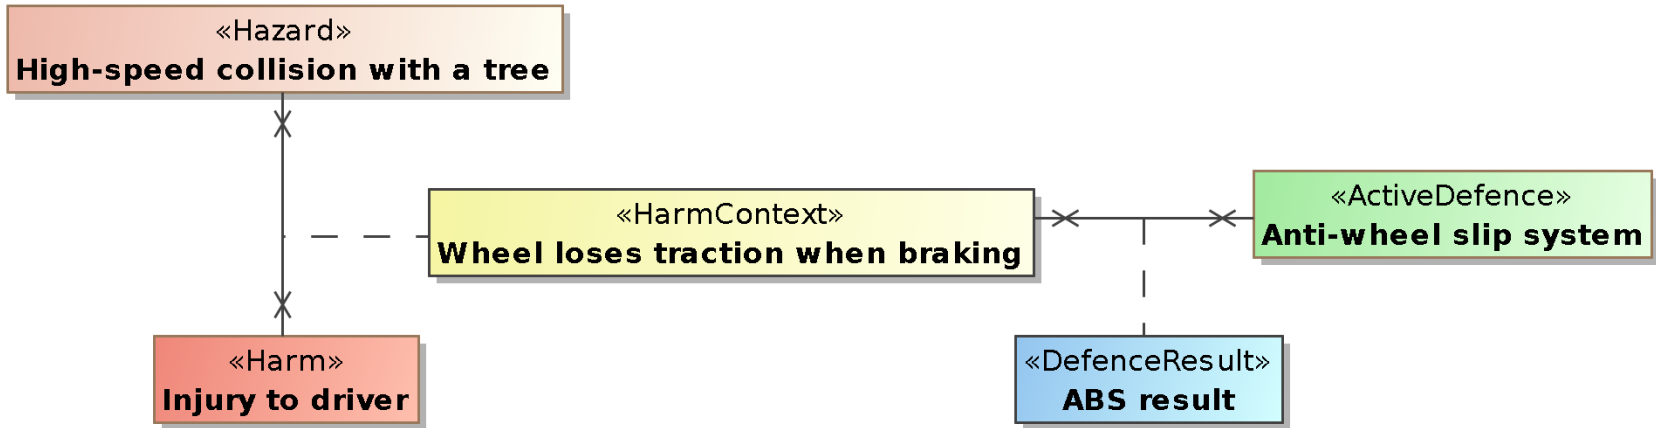 «Hazard»
High-speed collision with a tree
«HarmContext»
Wheel loses traction when braking
«ActiveDefence»
Anti-wheel slip system
«Harm»
Injury to driver
«DefenceResult»
ABS result